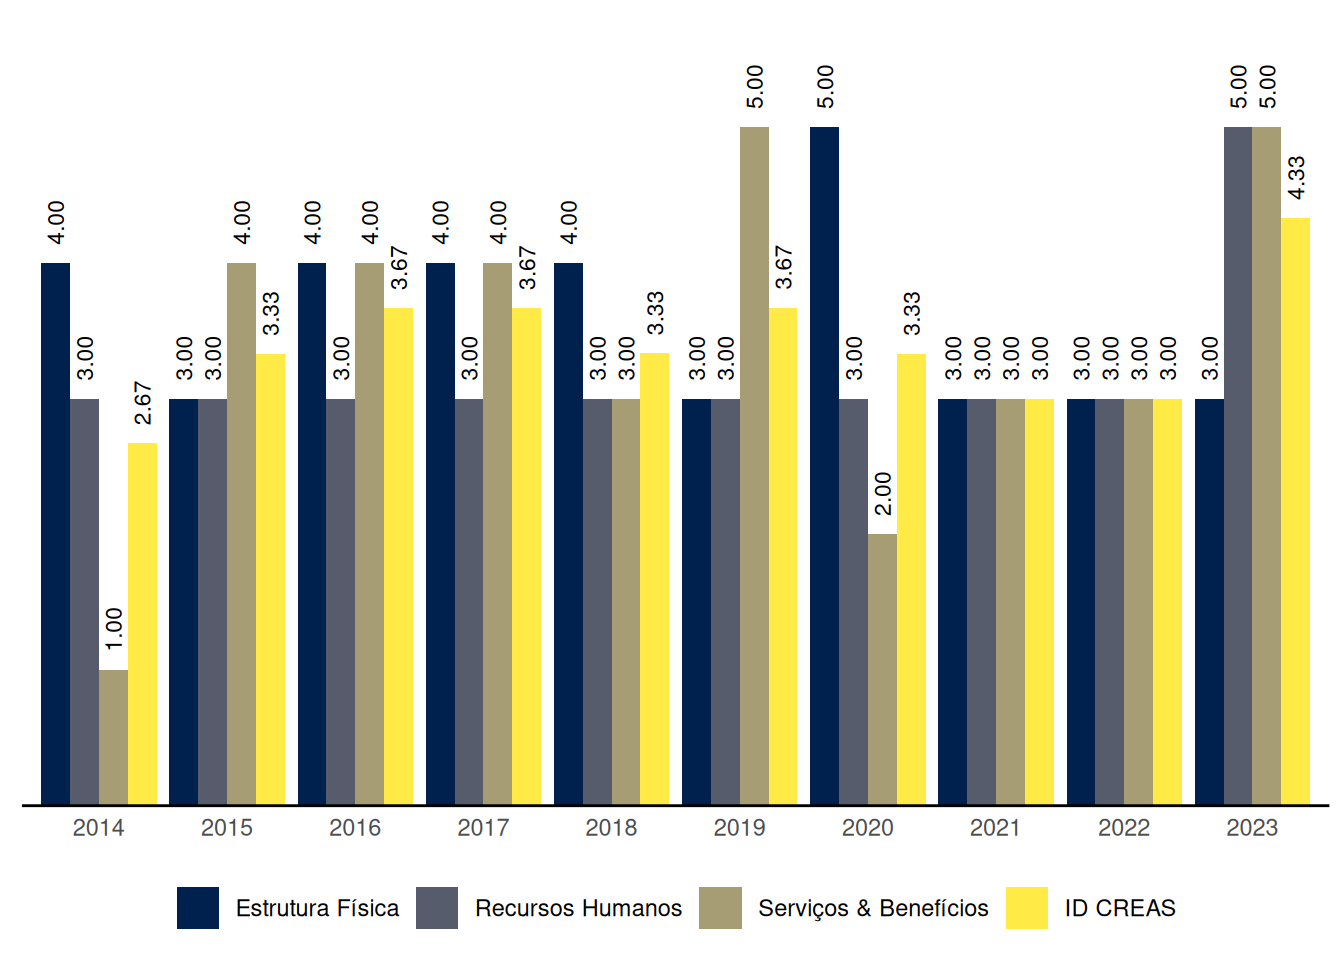 4.00 3.00 1.00 2.67
3.00 3.00 4.00 3.33
4.00 3.00 4.00 3.67
4.00 3.00 4.00 3.67
4.00 3.00 3.00 3.33
3.00 3.00 5.00 3.67
5.00 3.00 2.00 3.33
3.00 3.00 3.00 3.00
3.00 3.00 3.00 3.00
3.00 5.00 5.00 4.33
2014 2015 2016 2017 2018 2019 2020 2021 2022 2023
Estrutura Física Recursos Humanos Serviços & Benefícios ID CREAS